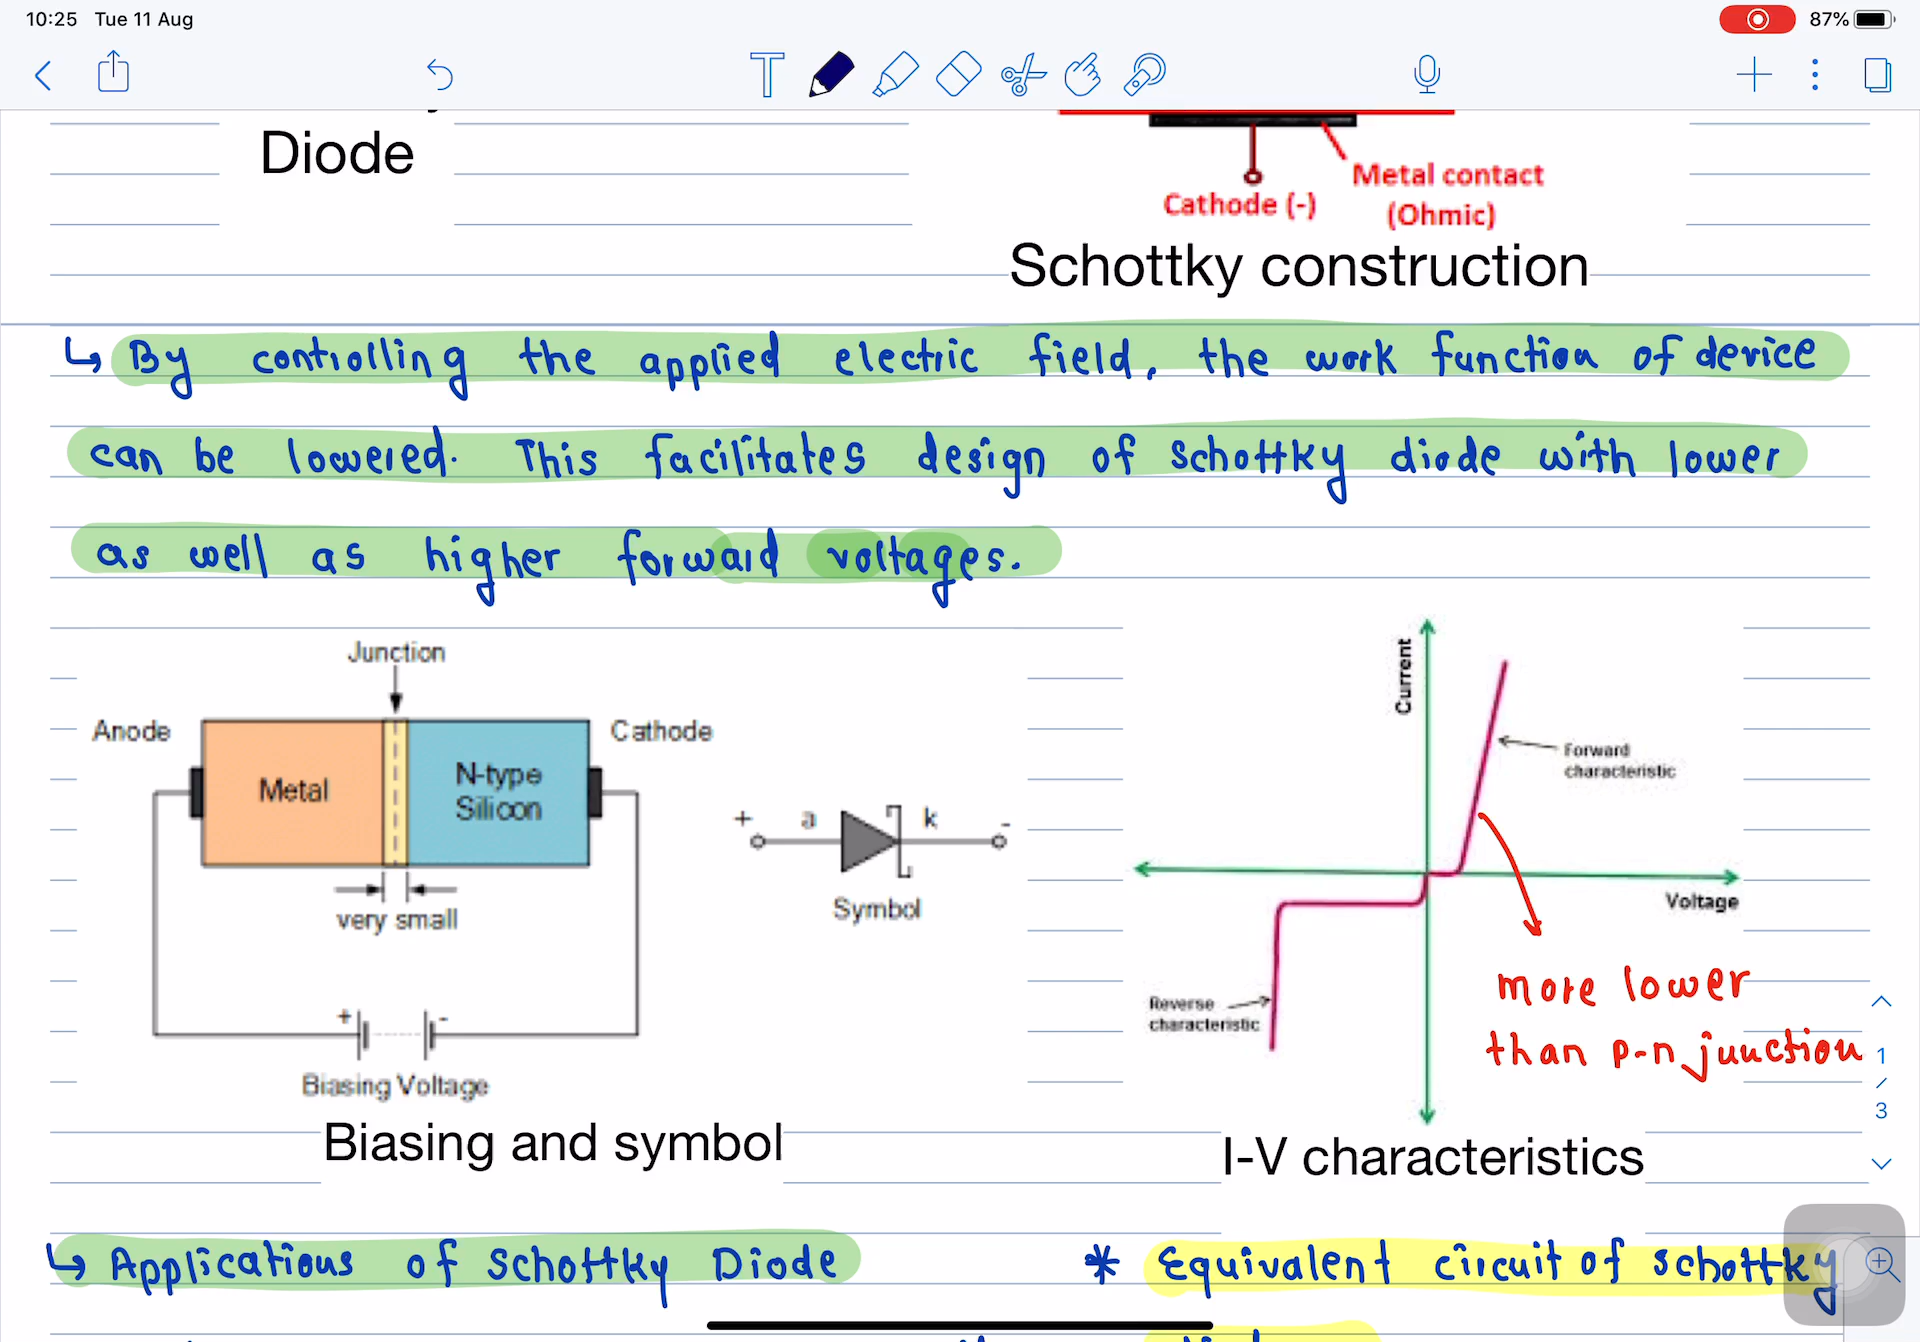 10:25 Tue 11 Aug
87%
Diode
Metal contact
(Ohmic)
Cathode (-)
Schottky construction
↳ By controlling the applied electric field, the work function of device
can be lowered. This facilitates design of schottky diode with lower
as well as higher forward voltages.
Junction
Anode
Cathode
Metal
N-type
Silicon
very small
+ -
Biasing Voltage
+ a k -
Symbol
Biasing and symbol
Current
Forward
characteristic
Voltage
Reverse
characteristic
more lower
than p-n junction
I-V characteristics
1
/
3
↳ Applications of schottky Diode
* Equivalent circuit of schottky